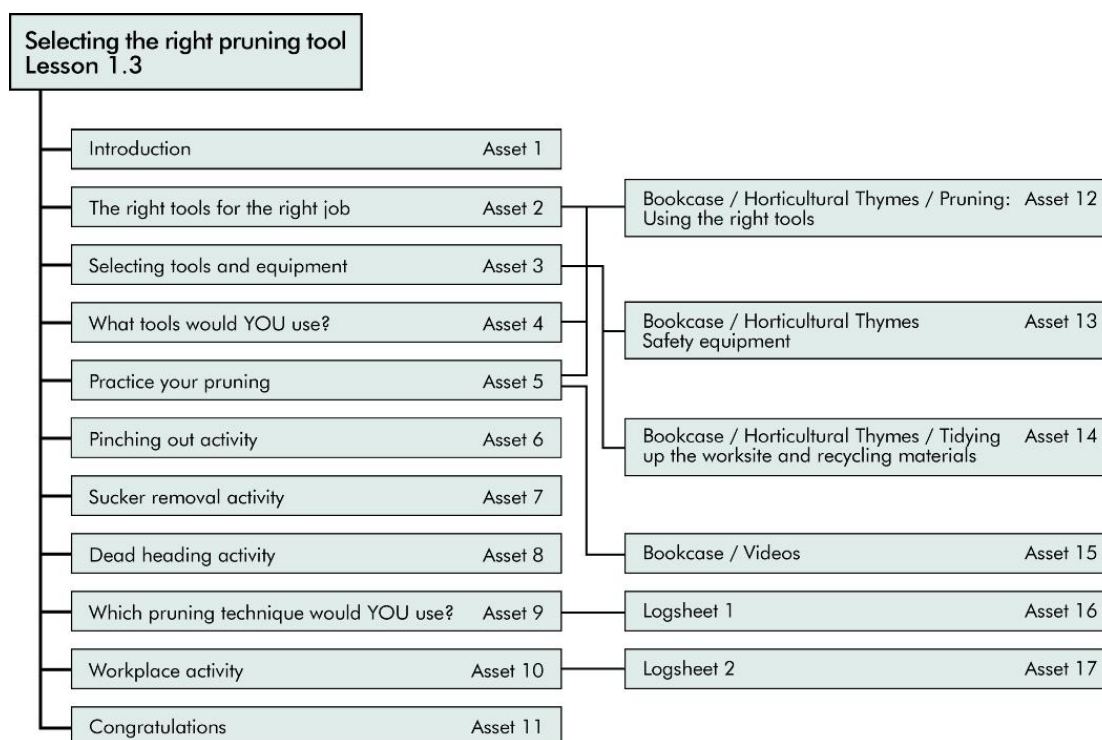 Selecting the right pruning tool
Lesson 1.3
Introduction Asset 1
The right tools for the right job Asset 2
Selecting tools and equipment Asset 3
What tools would YOU use? Asset 4
Practice your pruning Asset 5
Pinching out activity Asset 6
Sucker removal activity Asset 7
Dead heading activity Asset 8
Which pruning technique would YOU use? Asset 9
Workplace activity Asset 10
Congratulations Asset 11
Bookcase / Horticultural Thymes / Pruning: Asset 12
Using the right tools
Bookcase / Horticultural Thymes Asset 13
Safety equipment
Bookcase / Horticultural Thymes / Tidying Asset 14
up the worksite and recycling materials
Bookcase / Videos Asset 15
Logsheet 1 Asset 16
Logsheet 2 Asset 17